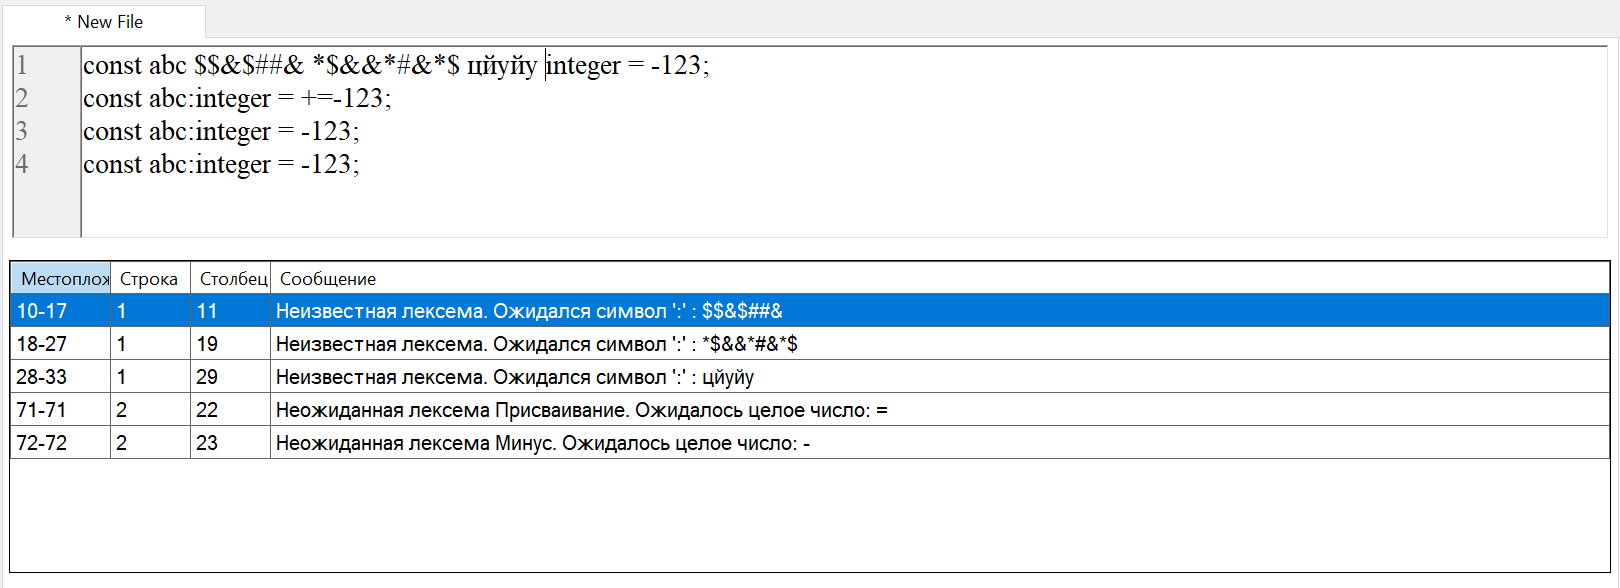 * New File
1 const abc $$&$##& *$&&*#&*$ цйуйу integer = -123;
2 const abc:integer = +=-123;
3 const abc:integer = -123;
4 const abc:integer = -123;
Местополож Строка Столбец Сообщение
10-17 1 11 Неизвестная лексема. Ожидался символ ':' : $$&$##&
18-27 1 19 Неизвестная лексема. Ожидался символ ':' : *$&&*#&*$
28-33 1 29 Неизвестная лексема. Ожидался символ ':' : цйуйу
71-71 2 22 Неожиданная лексема Присваивание. Ожидалось целое число: =
72-72 2 23 Неожиданная лексема Минус. Ожидалось целое число: -